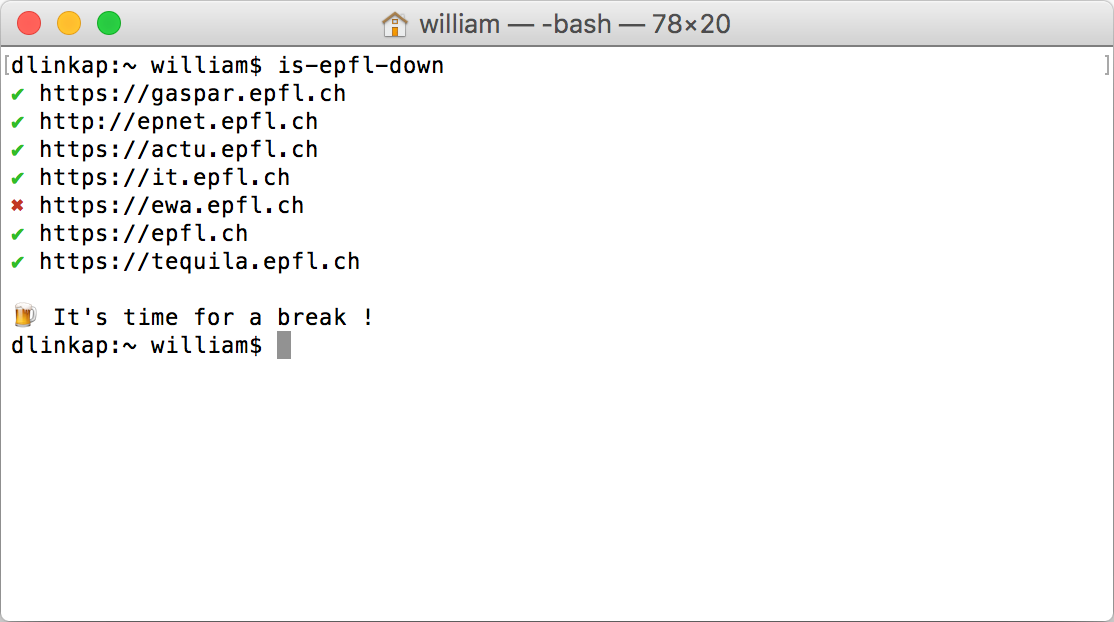 william — -bash — 78×20
dlinkap:~ william$ is-epfl-down
✔ https://gaspar.epfl.ch
✔ http://epnet.epfl.ch
✔ https://actu.epfl.ch
✔ https://it.epfl.ch
✖ https://ewa.epfl.ch
✔ https://epfl.ch
✔ https://tequila.epfl.ch
🍺 It's time for a break !
dlinkap:~ william$